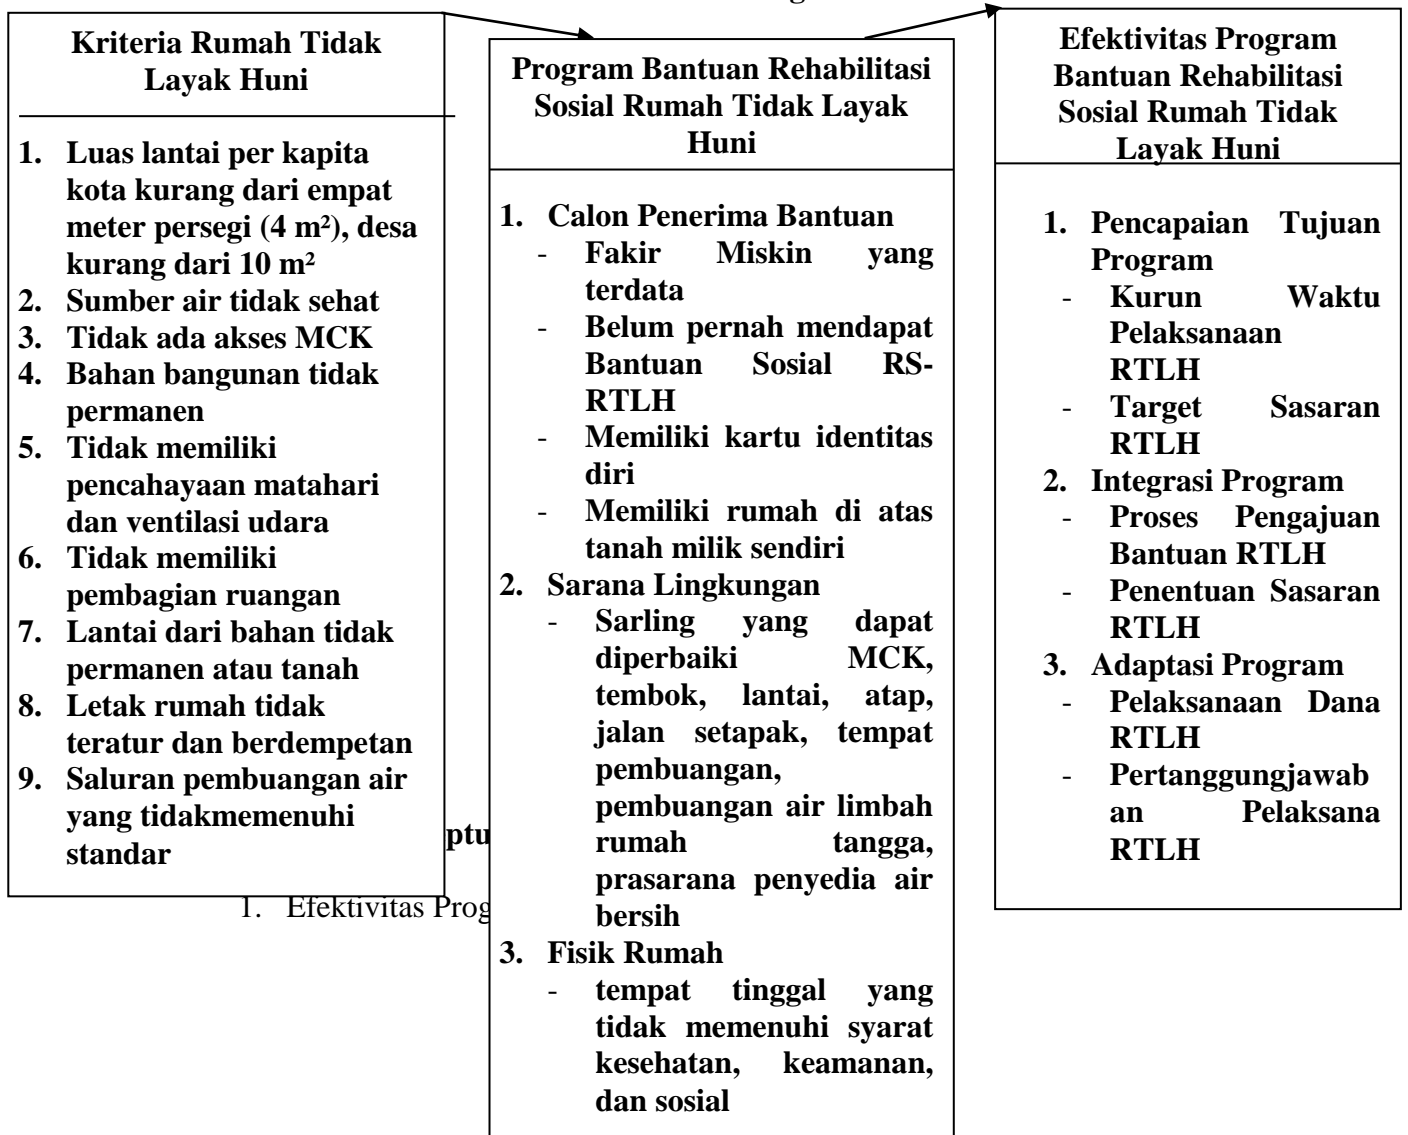 Kriteria Rumah Tidak
Layak Huni
1. Luas lantai per kapita
kota kurang dari empat
meter persegi (4 m²), desa
kurang dari 10 m²
2. Sumber air tidak sehat
3. Tidak ada akses MCK
4. Bahan bangunan tidak
permanen
5. Tidak memiliki
pencahayaan matahari
dan ventilasi udara
6. Tidak memiliki
pembagian ruangan
7. Lantai dari bahan tidak
permanen atau tanah
8. Letak rumah tidak
teratur dan berdempetan
9. Saluran pembuangan air
yang tidakmemenuhi
standar
Program Bantuan Rehabilitasi
Sosial Rumah Tidak Layak
Huni
1. Calon Penerima Bantuan
- Fakir Miskin yang
terdata
- Belum pernah mendapat
Bantuan Sosial RS-
RTLH
- Memiliki kartu identitas
diri
- Memiliki rumah di atas
tanah milik sendiri
2. Sarana Lingkungan
- Sarling yang dapat
diperbaiki MCK,
tembok, lantai, atap,
jalan setapak, tempat
pembuangan,
pembuangan air limbah
rumah tangga,
prasarana penyedia air
bersih
3. Fisik Rumah
- tempat tinggal yang
tidak memenuhi syarat
kesehatan, keamanan,
dan sosial
Efektivitas Program
Bantuan Rehabilitasi
Sosial Rumah Tidak
Layak Huni
1. Pencapaian Tujuan
Program
- Kurun Waktu
Pelaksanaan
RTLH
- Target Sasaran
RTLH
2. Integrasi Program
- Proses Pengajuan
Bantuan RTLH
- Penentuan Sasaran
RTLH
3. Adaptasi Program
- Pelaksanaan Dana
RTLH
- Pertanggungjawab
an Pelaksana
RTLH
ptu
1. Efektivitas Prog